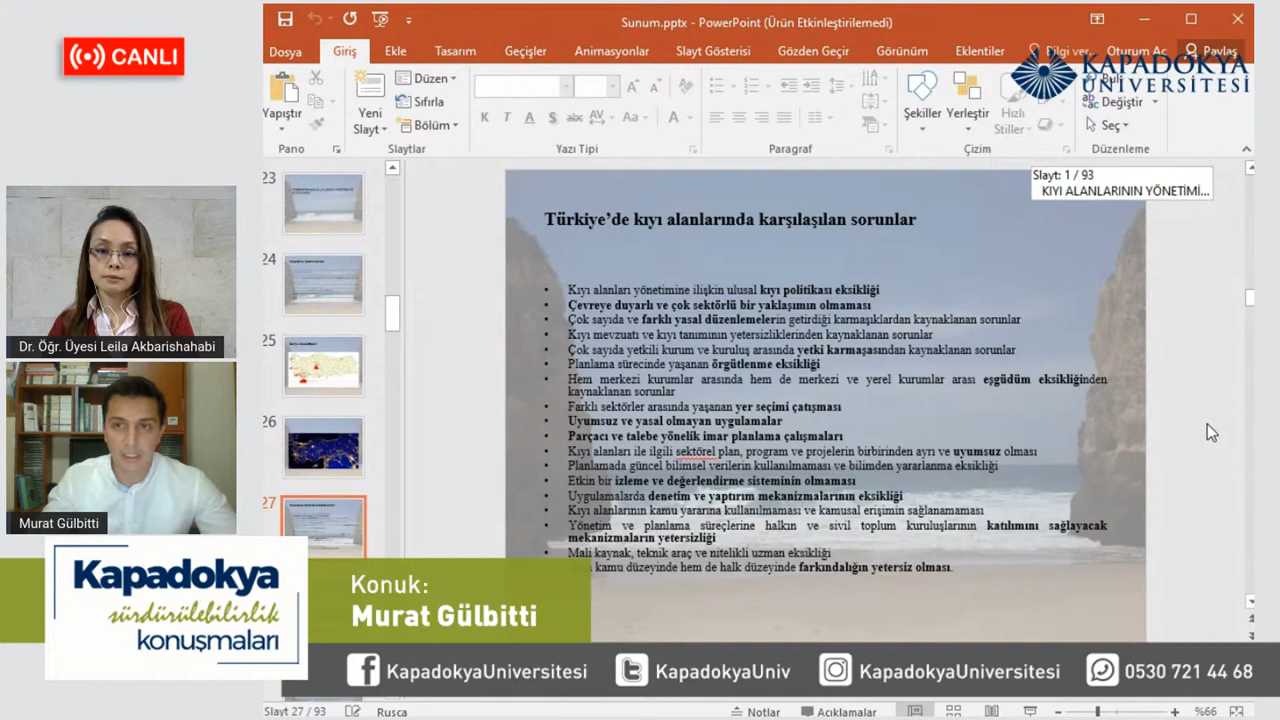 CANLI
Sunum.pptx - PowerPoint (Ürün Etkinleştirilemedi)
Dosya Giriş Ekle Tasarım Geçişler Animasyonlar Slayt Gösterisi Gözden Geçir Görünüm Eklentiler Bilgi ver. Oturum Aç Paylaş
KAPADOKYA
ÜNİVERSİTESİ
Yapıştır
Yeni
Slayt
Düzen
Sıfırla
Bölüm
K T A S abc AV Aa A
Şekiller Yerleştir Hızlı
Stiller
Bul
Değiştir
Seç
Pano Slaytlar Yazı Tipi Paragraf Çizim Düzenleme
Slayt: 1 / 93
KIYI ALANLARININ YÖNETİMİ...
23
24
25
26
27
Türkiye’de kıyı alanlarında karşılaşılan sorunlar
• Kıyı alanları yönetimine ilişkin ulusal kıyı politikası eksikliği
• Çevreye duyarlı ve çok sektörlü bir yaklaşımın olmaması
• Çok sayıda ve farklı yasal düzenlemelerin getirdiği karmaşıklardan kaynaklanan sorunlar
• Kıyı mevzuatı ve kıyı tanımının yetersizliklerinden kaynaklanan sorunlar
• Çok sayıda yetkili kurum ve kuruluş arasında yetki karmaşasından kaynaklanan sorunlar
• Planlama sürecinde yaşanan örgütlenme eksikliği
• Hem merkezi kurumlar arasında hem de merkezi ve yerel kurumlar arası eşgüdüm eksikliğinden
kaynaklanan sorunlar
• Farklı sektörler arasında yaşanan yer seçimi çatışması
• Uyumsuz ve yasal olmayan uygulamalar
• Parçacı ve talebe yönelik imar planlama çalışmaları
• Kıyı alanları ile ilgili sektörel plan, program ve projelerin birbirinden ayrı ve uyumsuz olması
• Planlamada güncel bilimsel verilerin kullanılmaması ve bilimden yararlanma eksikliği
• Etkin bir izleme ve değerlendirme sisteminin olmaması
• Uygulamalarda denetim ve yaptırım mekanizmalarının eksikliği
• Kıyı alanlarının kamu yararına kullanılmaması ve kamusal erişimin sağlanamaması
• Yönetim ve planlama süreçlerine halkın ve sivil toplum kuruluşlarının katılımını sağlayacak
mekanizmaların yetersizliği
• Mali kaynak, teknik araç ve nitelikli uzman eksikliği
kamu düzeyinde hem de halk düzeyinde farkındalığın yetersiz olması.
Dr. Öğr. Üyesi Leila Akbarishahabi
Murat Gülbitti
Kapadokya
sürdürülebilirlik
konuşmaları
Konuk:
Murat Gülbitti
KapadokyaUniversitesi KapadokyaUniv KapadokyaUniversitesi 0530 721 44 68
Slayt 27 / 93 Rusca Notlar Açıklamalar %66